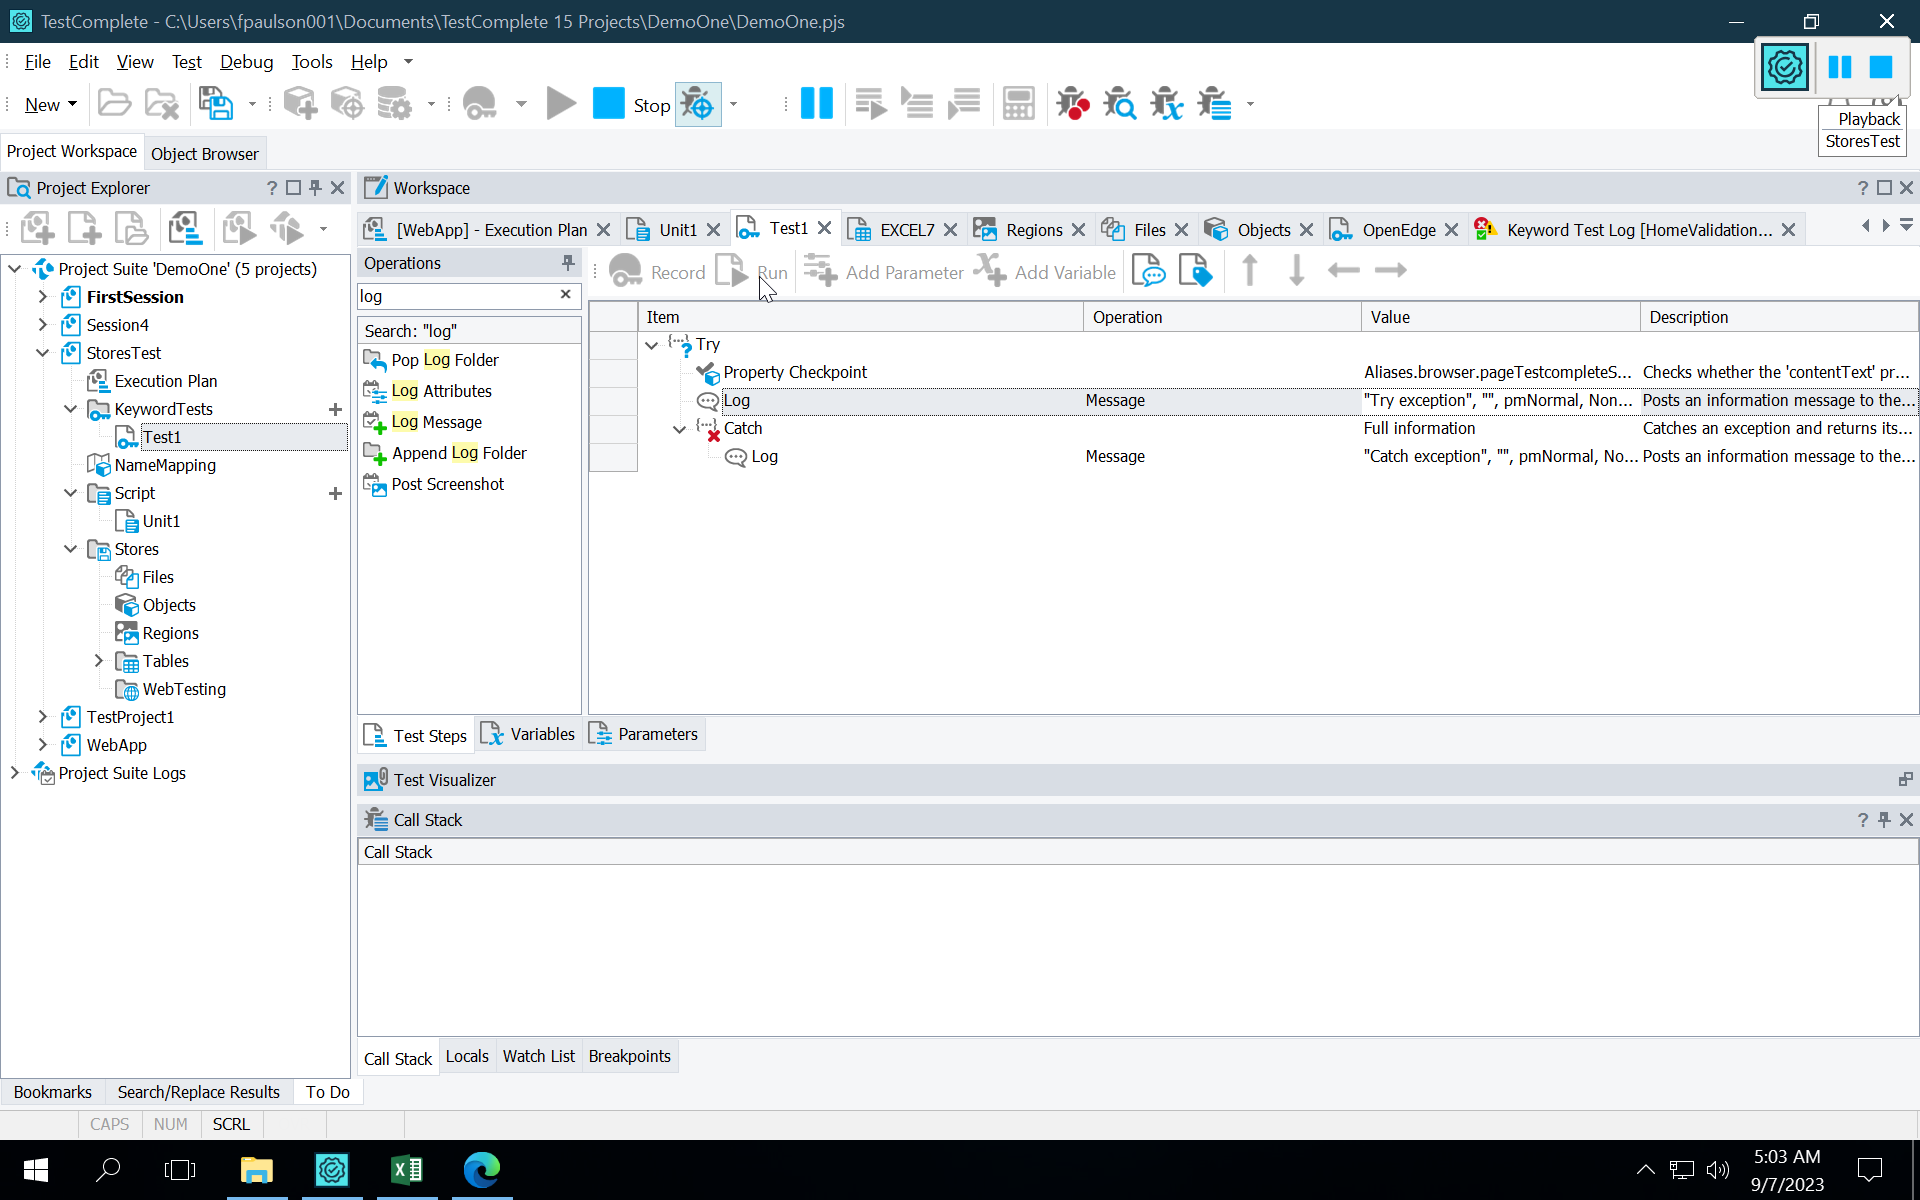 TestComplete - C:\Users\fpaulson001\Documents\TestComplete 15 Projects\DemoOne\DemoOne.pjs
File Edit View Test Debug Tools Help
New Stop
Playback
StoresTest
Project Workspace Object Browser
Project Explorer
Workspace
[WebApp] - Execution Plan Unit1 Test1 EXCEL7 Regions Files Objects OpenEdge Keyword Test Log [HomeValidation...
Project Suite 'DemoOne' (5 projects)
FirstSession
Session4
StoresTest
Execution Plan
KeywordTests
Test1
NameMapping
Script
Unit1
Stores
Files
Objects
Regions
Tables
WebTesting
TestProject1
WebApp
Project Suite Logs
Operations
log
Search: "log"
Pop Log Folder
Log Attributes
Log Message
Append Log Folder
Post Screenshot
Record Run Add Parameter Add Variable
Item Operation Value Description
Try
Property Checkpoint Aliases.browser.pageTestcompleteS... Checks whether the 'contentText' pr...
Log Message "Try exception", "", pmNormal, Non... Posts an information message to the...
Catch Full information Catches an exception and returns its...
Log Message "Catch exception", "", pmNormal, No... Posts an information message to the...
Test Steps Variables Parameters
Test Visualizer
Call Stack
Call Stack
Call Stack Locals Watch List Breakpoints
Bookmarks Search/Replace Results To Do
CAPS NUM SCRL
5:03 AM
9/7/2023